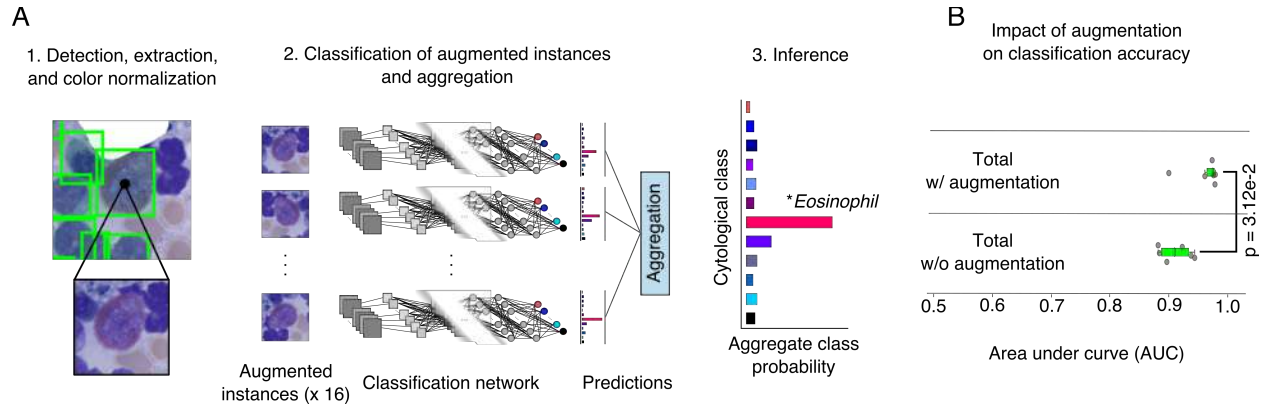 A
1. Detection, extraction,
and color normalization
2. Classification of augmented instances
and aggregation
Augmented
instances (x 16)
Classification network
Predictions
Aggregation
3. Inference
Cytological class
*Eosinophil
Aggregate class
probability
B
Impact of augmentation
on classification accuracy
Total
w/ augmentation
Total
w/o augmentation
p = 3.12e-2
0.5 0.6 0.7 0.8 0.9 1.0
Area under curve (AUC)